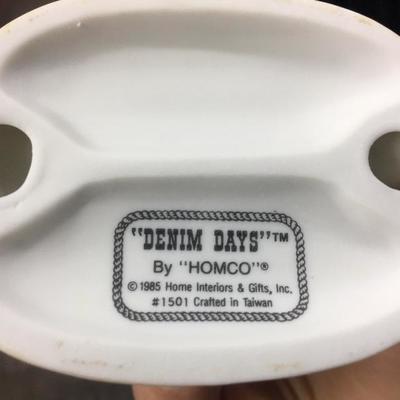 "DENIM DAYS"™
By "HOMCO"®
© 1985 Home Interiors & Gifts, Inc.
#1501 Crafted in Taiwan